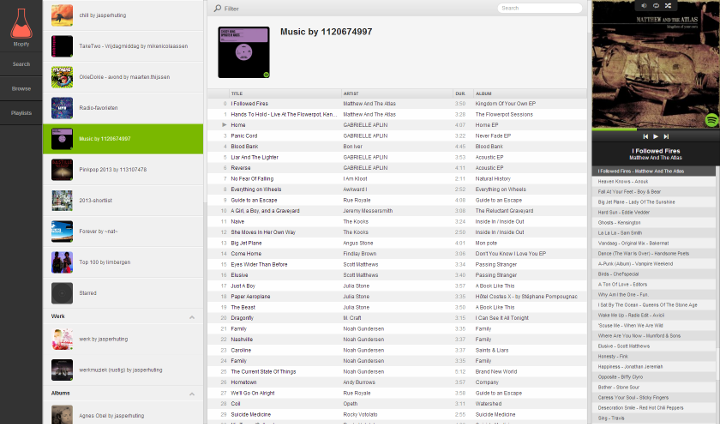 Mopify
Search
Browse
Playlists
chill by jasperhuting
TaneTwo - Vrijdagmiddag by mrkencolaassen
OkieDokie - avond by maarten.thijssen
Radio-favorieten
Music by 1120674997
Pinkpop 2013 by 113107478
2013-shortlist
Forever by ~nat~
Top 100 by timbergen
Starred
Work
werk by jasperhuting
werkmuziek (rustig) by jasperhuting
Albums
Agnes Obel by jasperhuting
Filter
Search
Music by 1120674997
TITLE ARTIST DUR. ALBUM
0 I Followed Fires Matthew And The Atlas 3:50 Kingdom Of Your Own EP
1 Hands To Hold - Live At The Flowerpot, Ken... Matthew And The Atlas 3:26 The Flowerpot Sessions
Home GABRIELLE APLIN 4:07 Home EP
3 Panic Cord GABRIELLE APLIN 3:22 Never Fade EP
4 Blood Bank Bon Iver 4:45 Blood Bank
5 Liar And The Lighter GABRIELLE APLIN 3:53 Acoustic EP
6 Reverse GABRIELLE APLIN 4:11 Acoustic EP
7 No Fear Of Falling I Am Kloot 2:11 Natural History
8 Everything on Wheels Awkward I 2:52 Everything on Wheels
9 Guide to an Escape Rue Royale 4:08 Guide to an Escape
10 A Girl, a Boy, and a Graveyard Jeremy Messersmith 3:38 The Reluctant Graveyard
11 Naive The Kooks 3:24 Inside In / Inside Out
12 She Moves In Her Own Way The Kooks 2:50 Inside In / Inside Out
13 Big Jet Plane Angus Stone 4:01 Mon pote
14 Come Home Findlay Brown 3:06 Don't You Know I Love You EP
15 Eyes Wider Than Before Scott Matthews 3:34 Passing Stranger
16 Elusive Scott Matthews 3:48 Passing Stranger
17 Just A Boy Julia Stone 3:57 A Book Like This
18 Paper Aeroplane Julia Stone 3:35 Hôtel Costes X - by Stéphane Pompougnac
19 The Beast Julia Stone 3:50 A Book Like This
20 Dragonfly M. Craft 3:15 I Can See It All Tonight
21 Family Noah Gundersen 3:35 Family
22 Nashville Noah Gundersen 4:53 Family
23 Caroline Noah Gundersen 3:37 Saints & Liars
24 Family Noah Gundersen 3:35 Family
25 The Current State Of Things Noah Gundersen 5:12 Brand New World
26 Hometown Andy Burrows 3:57 Company
27 We'll Go On Alright Rue Royale 3:58 Guide to an Escape
28 Coil Opeth 3:11 Watershed
29 Suicide Medicine Rocky Votolato 3:35 Suicide Medicine
MATTHEW AND THE ATLAS
I Followed Fires
Matthew And The Atlas
I Followed Fires - Matthew And The Atlas
Heaven Knows - Anouk
Fall At Your Feet - Boy & Bear
Big Jet Plane - Lady Of The Sunshine
Hard Sun - Eddie Vedder
Ghosts - Kensington
La La La - Sam Smith
Vandaag - Original Mix - Bakermat
Dance (The War Is Over) - Handsome Poets
A-Punk (Album) - Vampire Weekend
Birds - Che'Special
A Ton Of Love - Editors
Why Am I the One - Fun.
I Sat By The Ocean - Queens Of The Stone Age
Wake Me Up - Radio Edit - Avicii
'Scuse Me - When We Are Wild
Where Are You Now - Mumford & Sons
Elusive - Scott Matthews
Honesty - Fink
Happiness - Jonathan Jeremiah
Opposite - Biffy Clyro
Bother - Stone Sour
Caress Your Soul - Sticky Fingers
Desecration Smile - Red Hot Chili Peppers
Sing - Travis